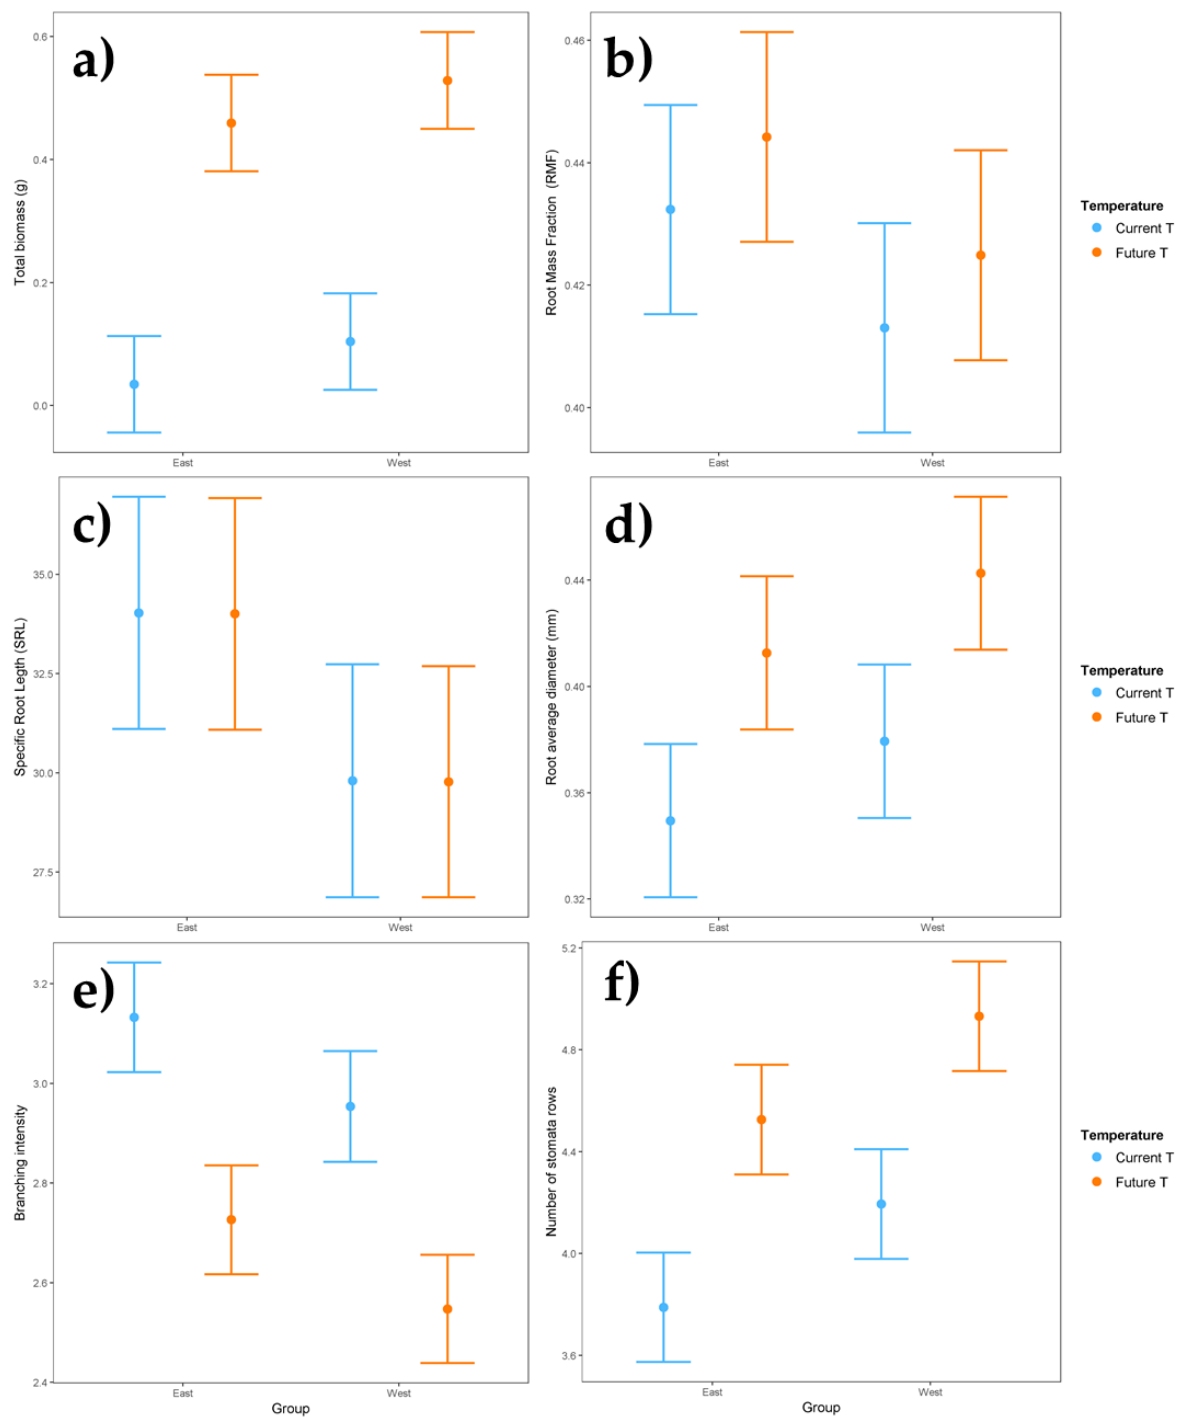 a)
Total biomass (g)
0.6
0.4
0.2
0.0
East
West
b)
Root Mass Fraction (RMF)
0.46
0.44
0.42
0.40
East
West
Temperature
Current T
Future T
c)
Specific Root Legth (SRL)
35.0
32.5
30.0
27.5
East
West
d)
Root average diameter (mm)
0.44
0.40
0.36
0.32
East
West
Temperature
Current T
Future T
e)
Branching intensity
3.2
3.0
2.8
2.6
2.4
East
West
Group
f)
Number of stomata rows
5.2
4.8
4.4
4.0
3.6
East
West
Group
Temperature
Current T
Future T